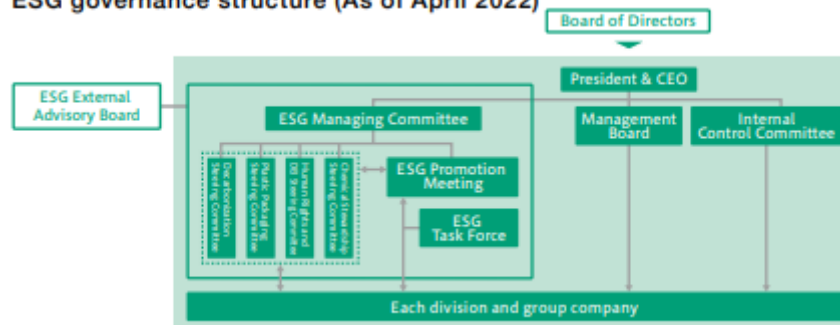 ESG governance structure (As of April 2022)
Board of Directors
President & CEO
ESG External
Advisory Board
ESG Managing Committee
Management
Board
Internal
Control Committee
Decarbonization
Steering Committee
Plastic Packaging
Steering Committee
Human Rights and
DEI Steering Committee
Chemical Stewardship
Steering Committee
ESG Promotion
Meeting
ESG
Task Force
Each division and group company